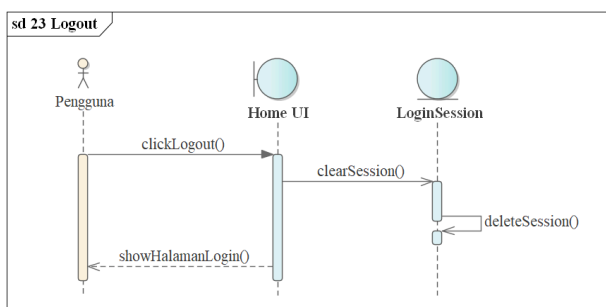 sd 23 Logout
Pengguna
Home UI
LoginSession
clickLogout()
clearSession()
deleteSession()
showHalamanLogin()